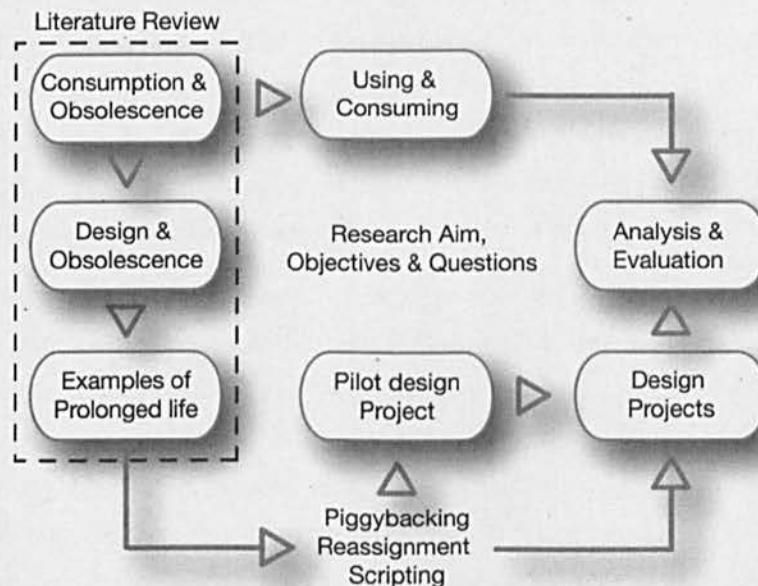 Literature Review
Consumption &
Obsolescence
Using &
Consuming
Design &
Obsolescence
Research Aim,
Objectives & Questions
Analysis &
Evaluation
Examples of
Prolonged life
Pilot design
Project
Design
Projects
Piggybacking
Reassignment
Scripting